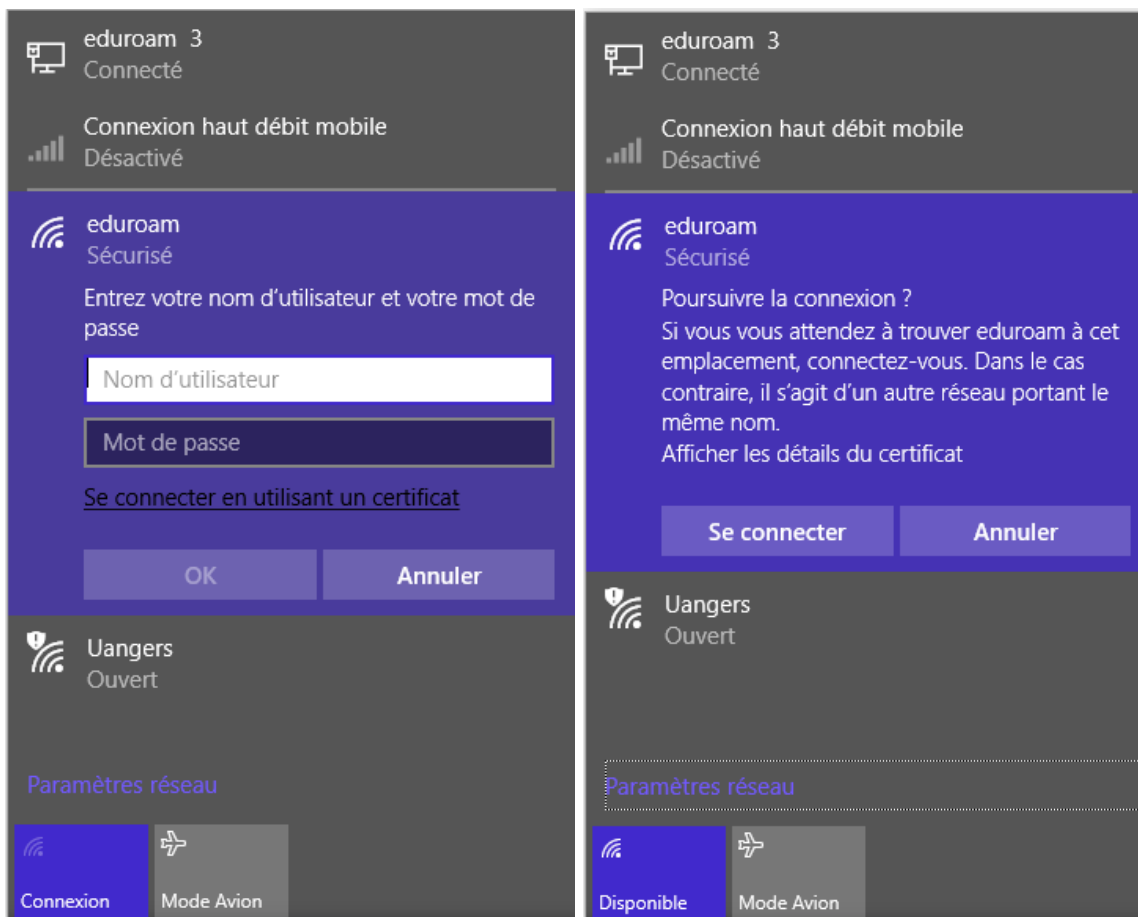 eduroam 3
Connecté
Connexion haut débit mobile
Désactivé
eduroam
Sécurisé
Entrez votre nom d'utilisateur et votre mot de
passe
Nom d'utilisateur
Mot de passe
Se connecter en utilisant un certificat
OK
Annuler
Uangers
Ouvert
Paramètres réseau
Connexion
Mode Avion
eduroam 3
Connecté
Connexion haut débit mobile
Désactivé
eduroam
Sécurisé
Poursuivre la connexion ?
Si vous vous attendez à trouver eduroam à cet
emplacement, connectez-vous. Dans le cas
contraire, il s'agit d'un autre réseau portant le
même nom.
Afficher les détails du certificat
Se connecter
Annuler
Uangers
Ouvert
Paramètres réseau
Disponible
Mode Avion